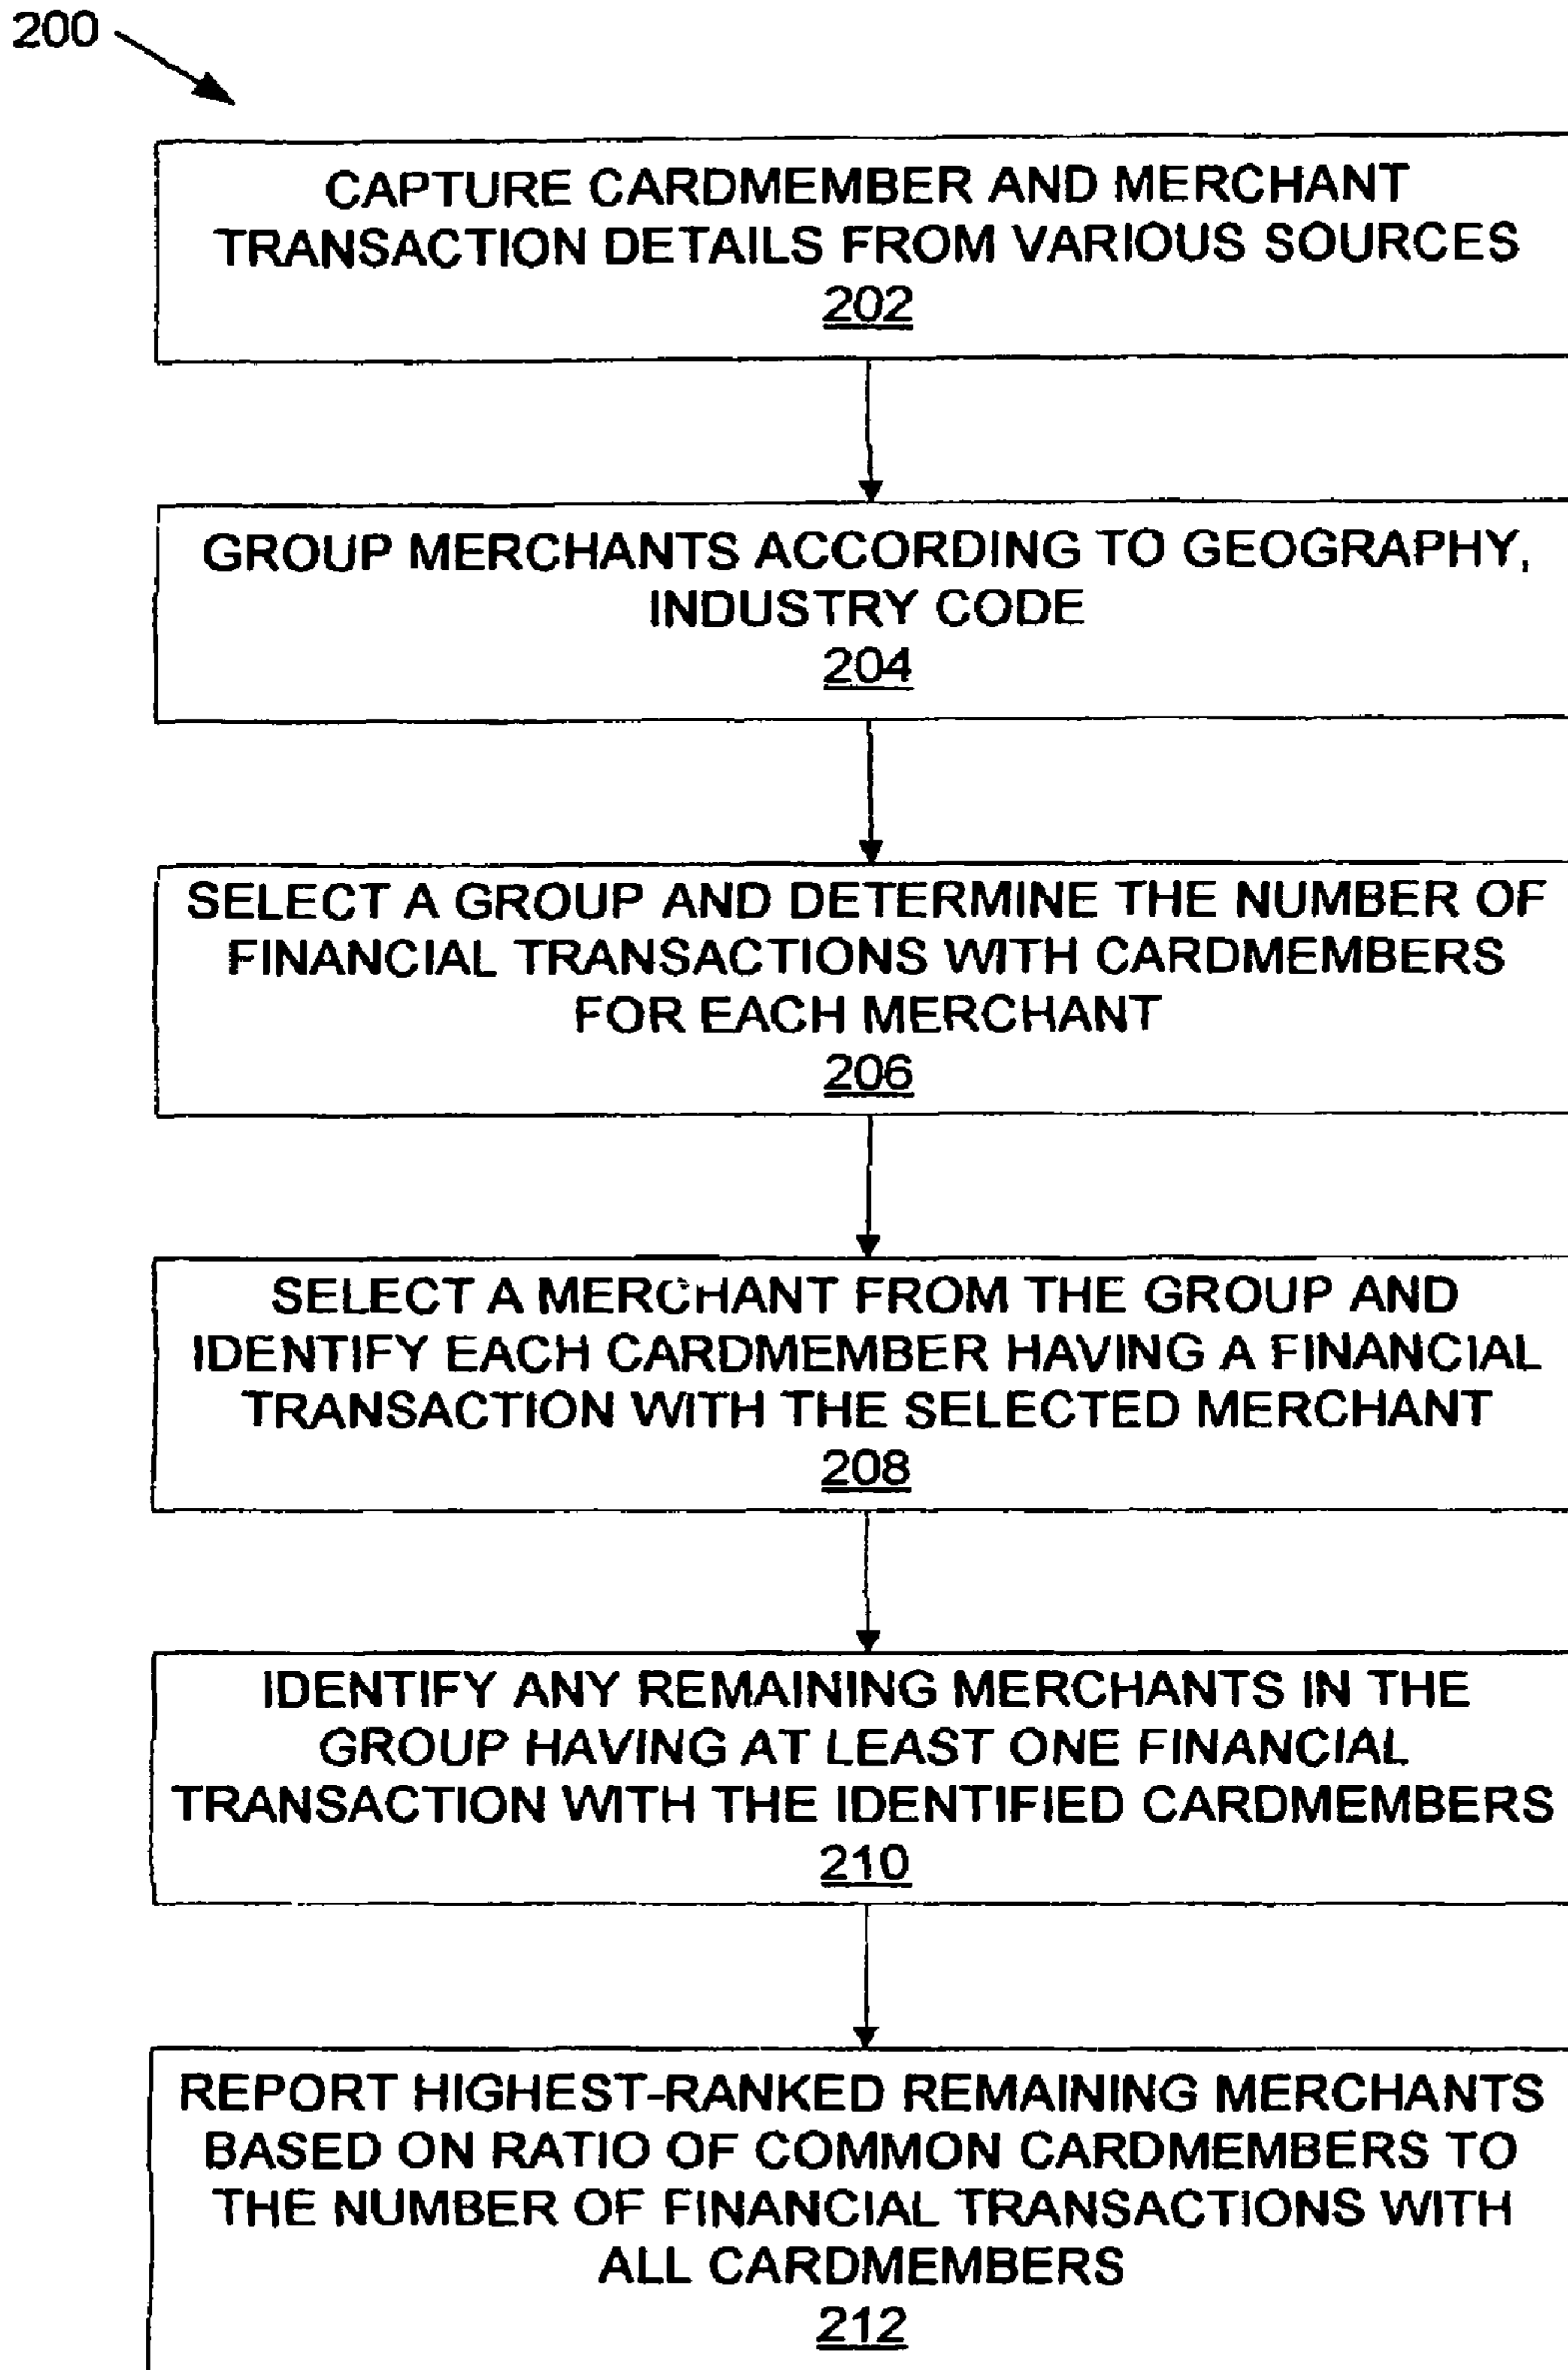 200
CAPTURE CARDMEMBER AND MERCHANT
TRANSACTION DETAILS FROM VARIOUS SOURCES
202
GROUP MERCHANTS ACCORDING TO GEOGRAPHY,
INDUSTRY CODE
204
SELECT A GROUP AND DETERMINE THE NUMBER OF
FINANCIAL TRANSACTIONS WITH CARDMEMBERS
FOR EACH MERCHANT
206
SELECT A MERCHANT FROM THE GROUP AND
IDENTIFY EACH CARDMEMBER HAVING A FINANCIAL
TRANSACTION WITH THE SELECTED MERCHANT
208
IDENTIFY ANY REMAINING MERCHANTS IN THE
GROUP HAVING AT LEAST ONE FINANCIAL
TRANSACTION WITH THE IDENTIFIED CARDMEMBERS
210
REPORT HIGHEST-RANKED REMAINING MERCHANTS
BASED ON RATIO OF COMMON CARDMEMBERS TO
THE NUMBER OF FINANCIAL TRANSACTIONS WITH
ALL CARDMEMBERS
212